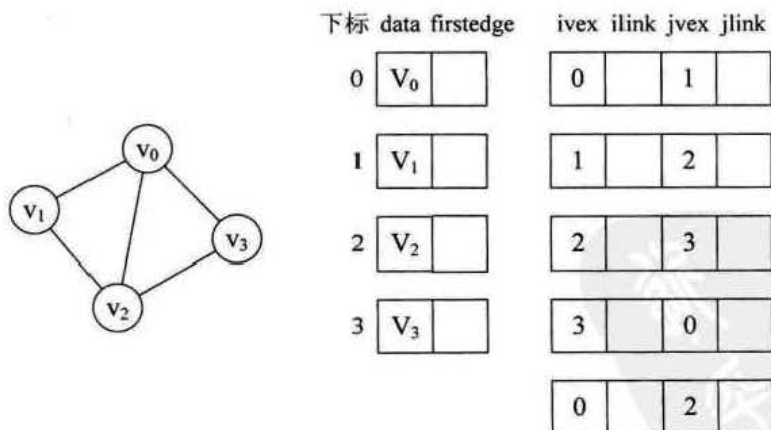 下标 data firstedge ivex ilink jvex jlink
0 V₀ 0 1
1 V₁ 1 2
2 V₂ 2 3
3 V₃ 3 0
0 2
v₀
v₁
v₃
v₂